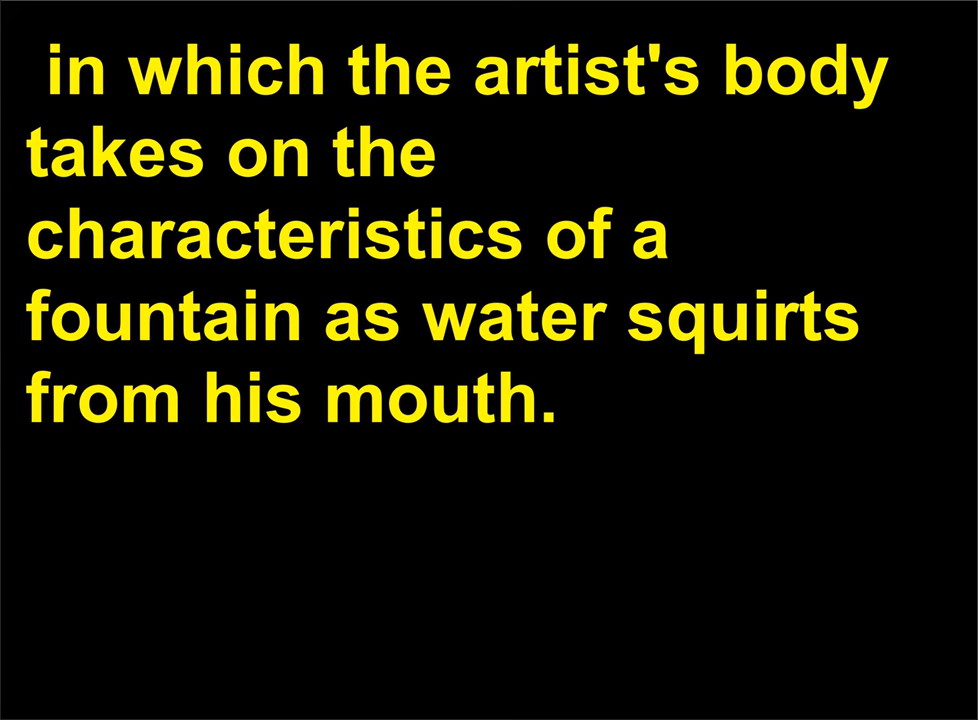 in which the artist's body
takes on the
characteristics of a
fountain as water squirts
from his mouth.